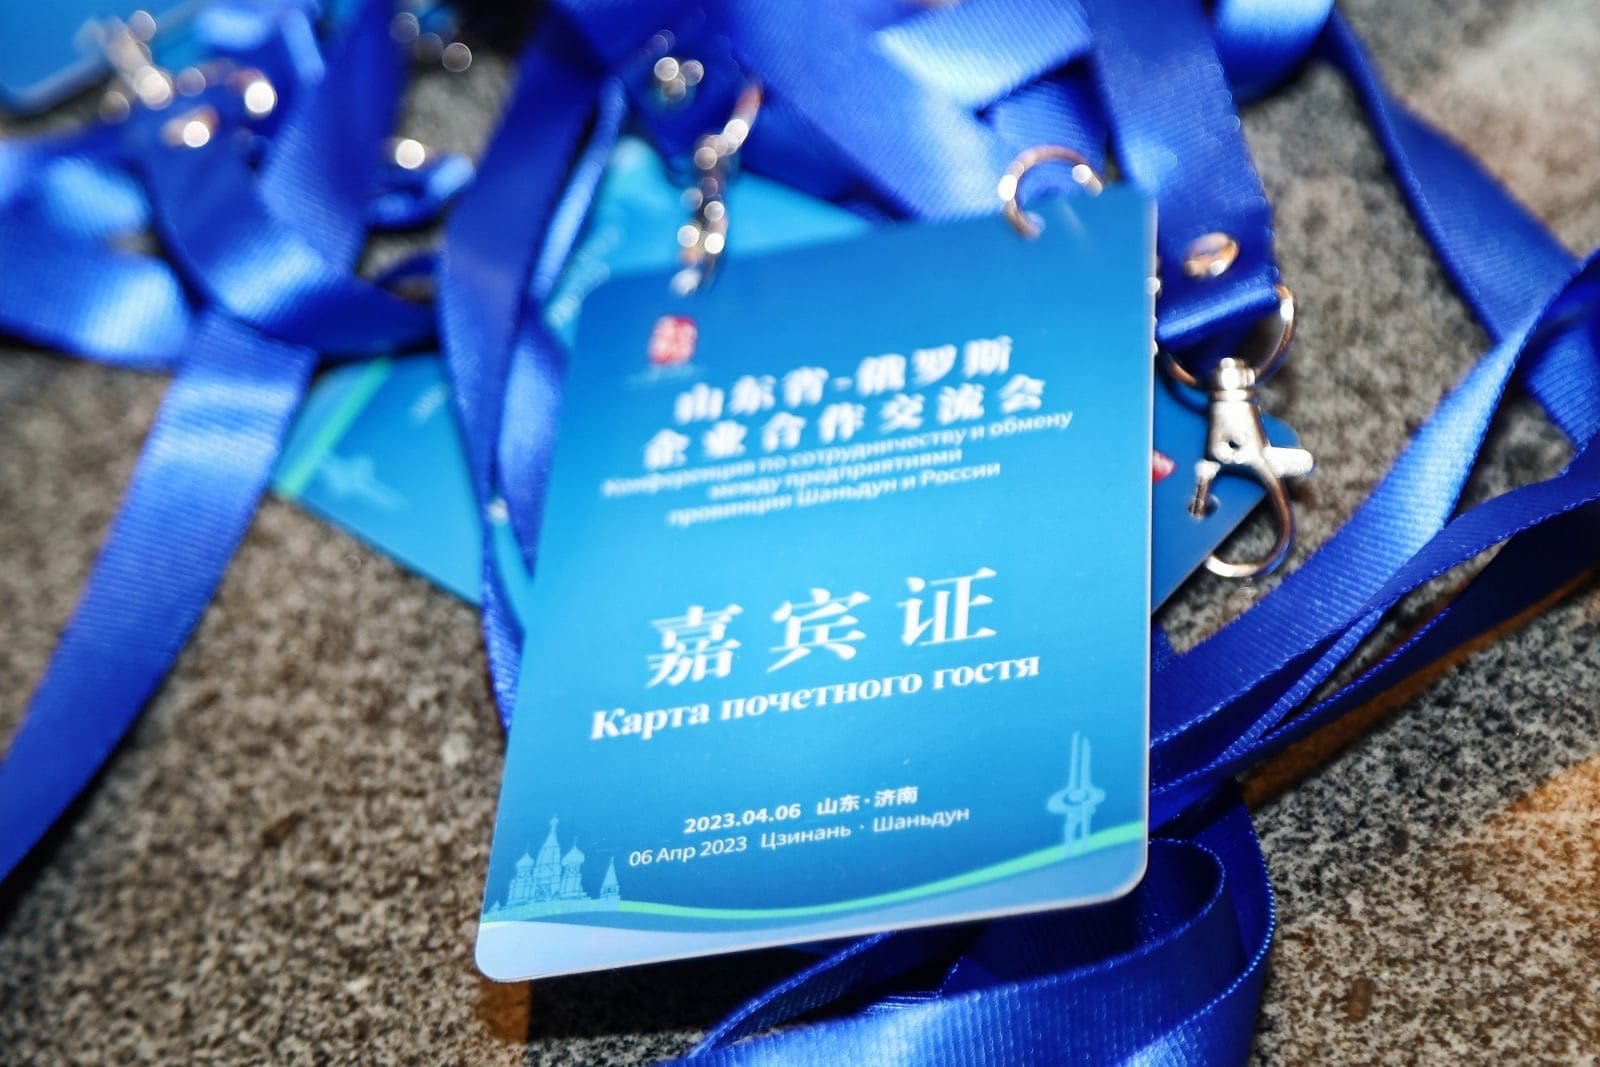 山东省-俄罗斯
企业合作交流会
Конференция по сотрудничеству и обмену
между предприятиями
провинции Шаньдун и России
嘉宾证
Карта почетного гостя
2023.04.06 山东·济南
06 Апр 2023 Цзинань · Шаньдун